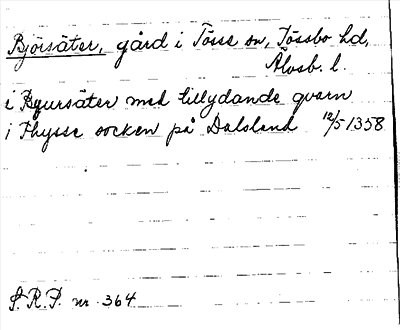 Björsäter, gård i Tösse sn, Tössbo hd,
Älvsb. l.
i Byursäter med tillydande qvarn
i Thysse socken på Dalsland 12/5 1358
S.R.P. nr 364